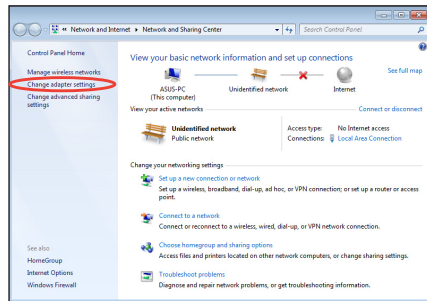 « Network and Internet ▸ Network and Sharing Center
Search Control Panel
Control Panel Home
Manage wireless networks
Change adapter settings
Change advanced sharing
settings
See also
HomeGroup
Internet Options
Windows Firewall
View your basic network information and set up connections
See full map
ASUS-PC
(This computer)
Unidentified network
Internet
View your active networks
Connect or disconnect
Unidentified network
Public network
Access type: No Internet access
Connections: Local Area Connection
Change your networking settings
Set up a new connection or network
Set up a wireless, broadband, dial-up, ad hoc, or VPN connection; or set up a router or access
point.
Connect to a network
Connect or reconnect to a wireless, wired, dial-up, or VPN network connection.
Choose homegroup and sharing options
Access files and printers located on other network computers, or change sharing settings.
Troubleshoot problems
Diagnose and repair network problems, or get troubleshooting information.